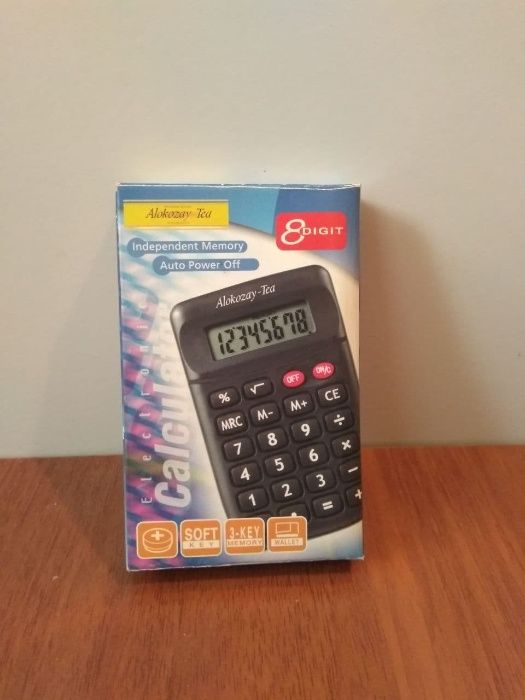 Alokozay-Tea
8 DIGIT
Independent Memory
Auto Power Off
Alokozay-Tea
12345678
% √ OFF ON/C
MRC M- M+ CE
7 8 9 ÷
4 5 6 ×
1 2 3 −
. = +
Electronic
Calculator
SOFT
KEY
3-KEY
MEMORY
WALLET